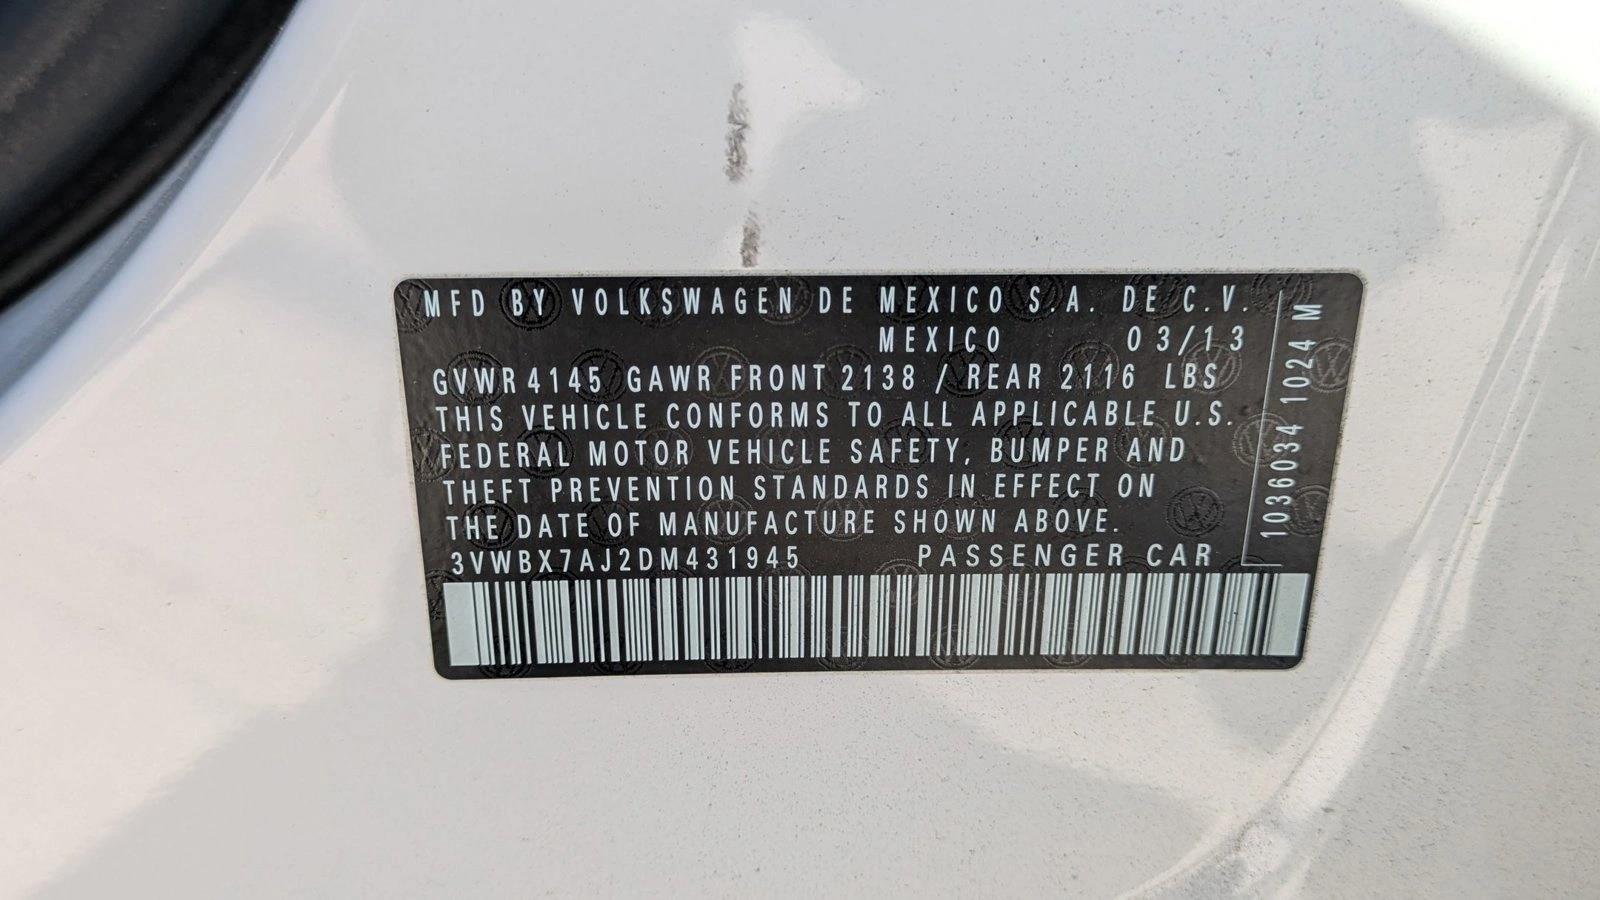 MFD BY VOLKSWAGEN DE MEXICO S.A. DE C.V.
MEXICO 03/13
GVWR 4145 GAWR FRONT 2138 / REAR 2116 LBS
THIS VEHICLE CONFORMS TO ALL APPLICABLE U.S.
FEDERAL MOTOR VEHICLE SAFETY, BUMPER AND
THEFT PREVENTION STANDARDS IN EFFECT ON
THE DATE OF MANUFACTURE SHOWN ABOVE.
3VWBX7AJ2DM431945 PASSENGER CAR
1036034 1024 M